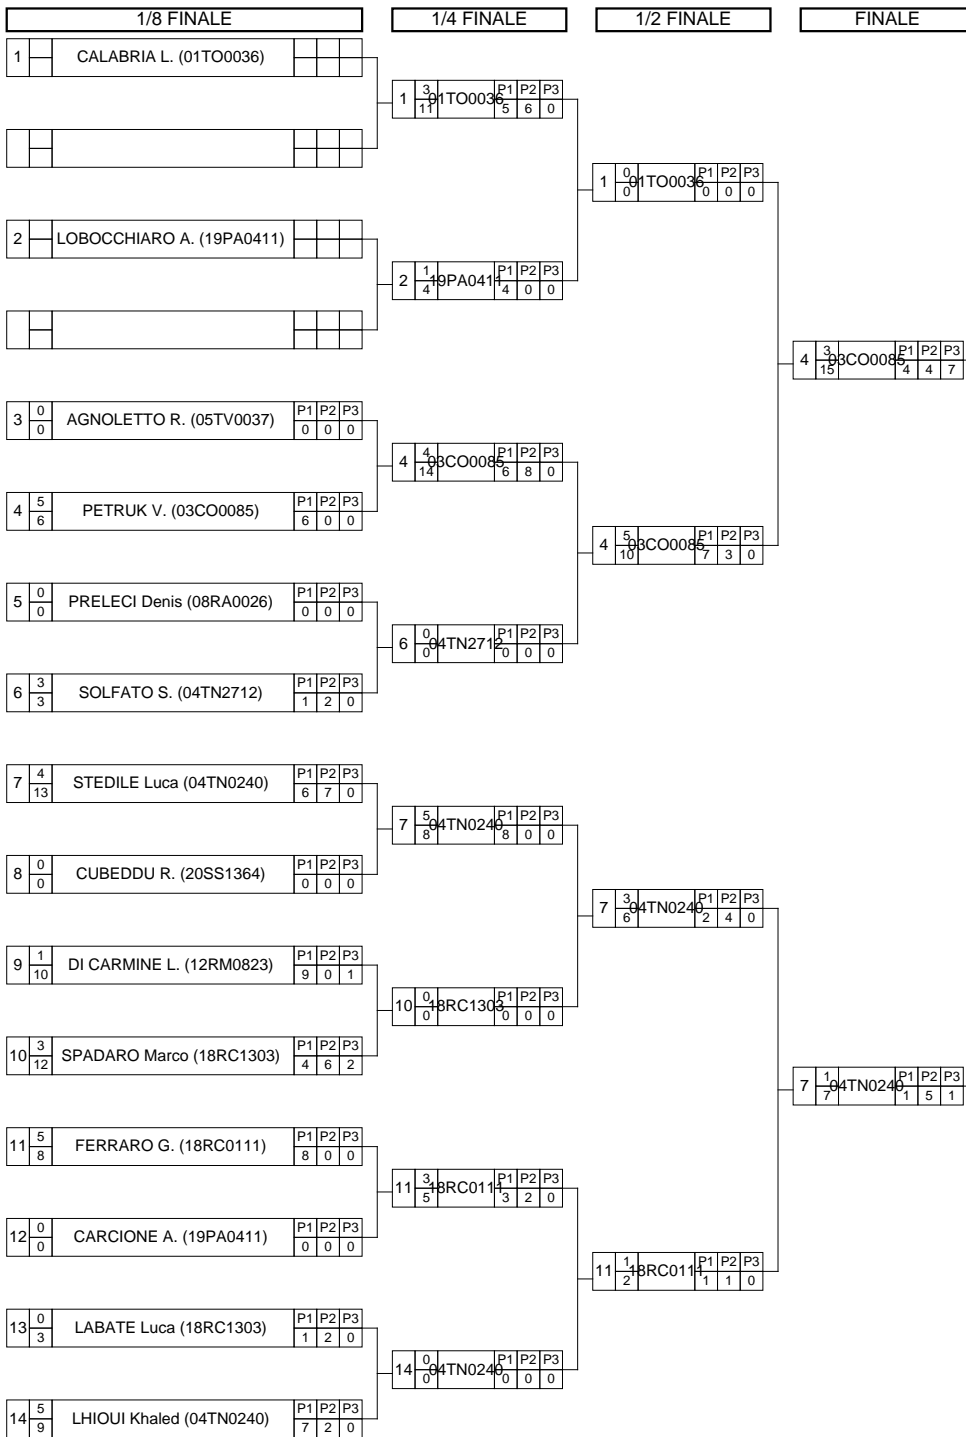 1/8 FINALE 1/4 FINALE 1/2 FINALE FINALE
1 CALABRIA L. (01TO0036)
1 3 11 01TO0036 P1 P2 P3 5 6 0
1 0 0 01TO0036 P1 P2 P3 0 0 0
2 LOBOCCHIARO A. (19PA0411)
2 1 4 19PA0411 P1 P2 P3 4 0 0
4 3 15 03CO0085 P1 P2 P3 4 4 7
3 0 0 AGNOLETTO R. (05TV0037) P1 P2 P3 0 0 0
4 4 14 03CO0085 P1 P2 P3 6 8 0
4 5 6 PETRUK V. (03CO0085) P1 P2 P3 6 0 0
4 5 10 03CO0085 P1 P2 P3 7 3 0
5 0 0 PRELECI Denis (08RA0026) P1 P2 P3 0 0 0
6 0 0 04TN2712 P1 P2 P3 0 0 0
6 3 3 SOLFATO S. (04TN2712) P1 P2 P3 1 2 0
7 4 13 STEDILE Luca (04TN0240) P1 P2 P3 6 7 0
7 5 8 04TN0240 P1 P2 P3 8 0 0
8 0 0 CUBEDDU R. (20SS1364) P1 P2 P3 0 0 0
7 3 6 04TN0240 P1 P2 P3 2 4 0
9 1 10 DI CARMINE L. (12RM0823) P1 P2 P3 9 0 1
10 0 0 18RC1303 P1 P2 P3 0 0 0
10 3 12 SPADARO Marco (18RC1303) P1 P2 P3 4 6 2
7 1 7 04TN0240 P1 P2 P3 1 5 1
11 5 8 FERRARO G. (18RC0111) P1 P2 P3 8 0 0
11 3 5 18RC0111 P1 P2 P3 3 2 0
12 0 0 CARCIONE A. (19PA0411) P1 P2 P3 0 0 0
11 1 2 18RC0111 P1 P2 P3 1 1 0
13 0 3 LABATE Luca (18RC1303) P1 P2 P3 1 2 0
14 0 0 04TN0240 P1 P2 P3 0 0 0
14 5 9 LHIOUI Khaled (04TN0240) P1 P2 P3 7 2 0